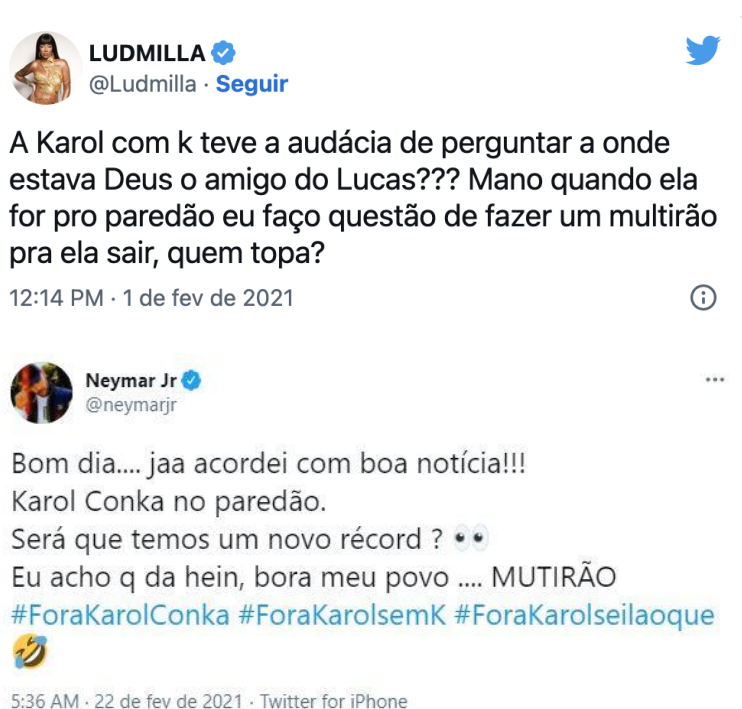 LUDMILLA
@Ludmilla · Seguir
A Karol com k teve a audácia de perguntar a onde
estava Deus o amigo do Lucas??? Mano quando ela
for pro paredão eu faço questão de fazer um multirão
pra ela sair, quem topa?
12:14 PM · 1 de fev de 2021
Neymar Jr
@neymarjr
Bom dia.... jaa acordei com boa notícia!!!
Karol Conka no paredão.
Será que temos um novo récord ? 👀
Eu acho q da hein, bora meu povo .... MUTIRÃO
#ForaKarolConka #ForaKarolsemK #ForaKarolseilaoque
🤣
5:36 AM · 22 de fev de 2021 · Twitter for iPhone